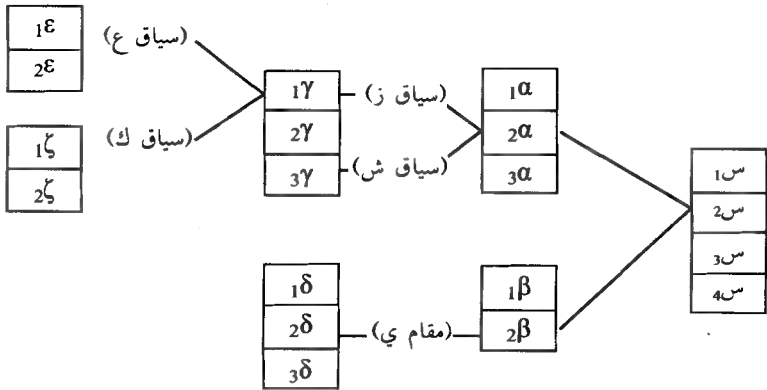 س1
س2
س3
س4
α1
α2
α3
β1
β2
(سياق ز)
(سياق ش)
(مقام ي)
γ1
γ2
γ3
δ1
δ2
δ3
(سياق ع)
(سياق ك)
ε1
ε2
ζ1
ζ2